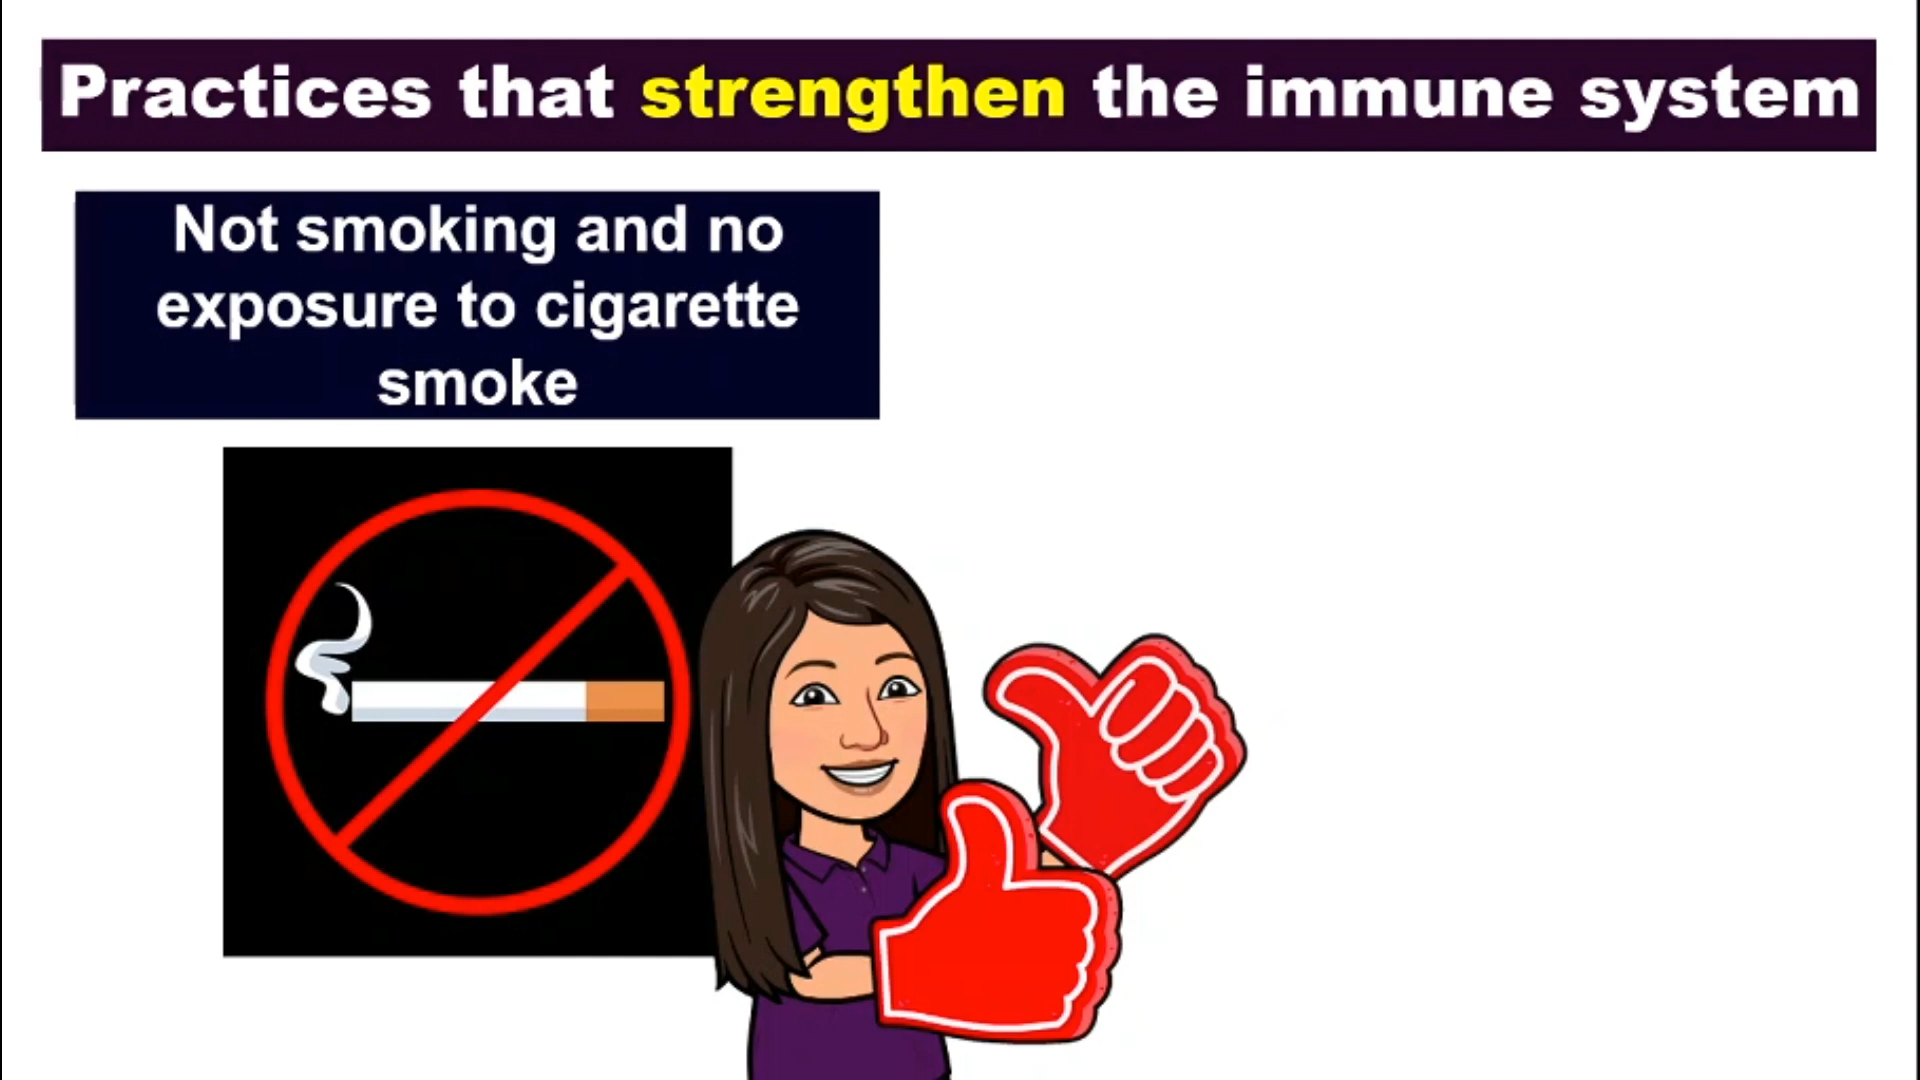 Practices that strengthen the immune system
Not smoking and no
exposure to cigarette
smoke